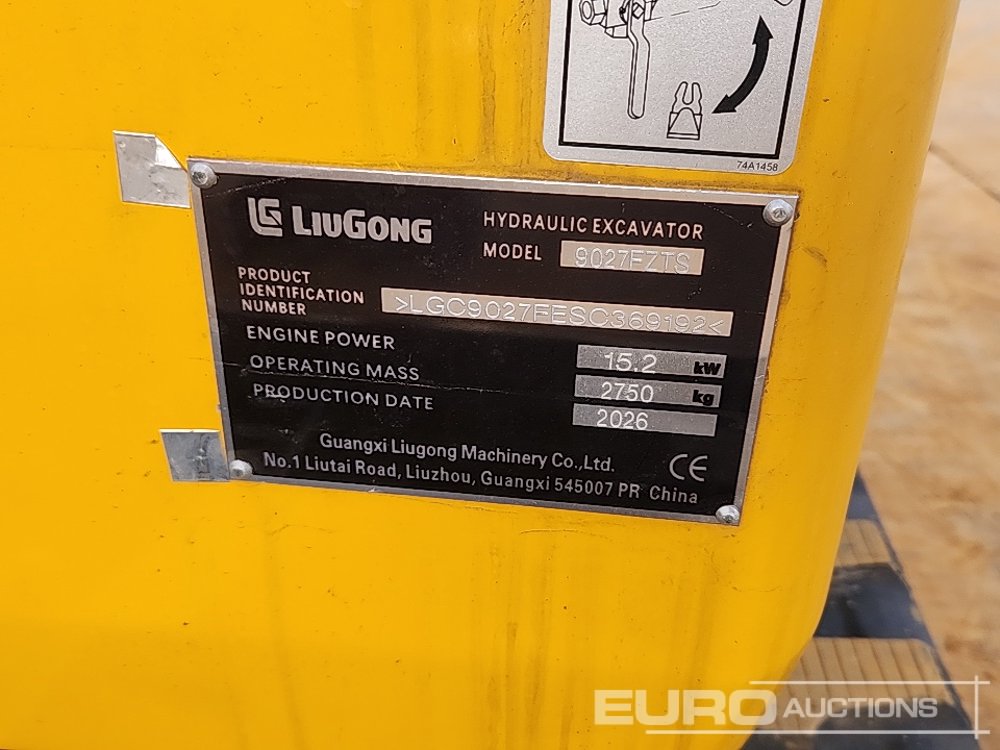 74A1458
LG LIUGONG
HYDRAULIC EXCAVATOR
MODEL 9027FZTS
PRODUCT
IDENTIFICATION
NUMBER >LGC9027FESC369192<
ENGINE POWER 15.2 kW
OPERATING MASS 2750 kg
PRODUCTION DATE 2026
Guangxi Liugong Machinery Co.,Ltd.
No.1 Liutai Road, Liuzhou, Guangxi 545007 PR China
CE
EURO AUCTIONS